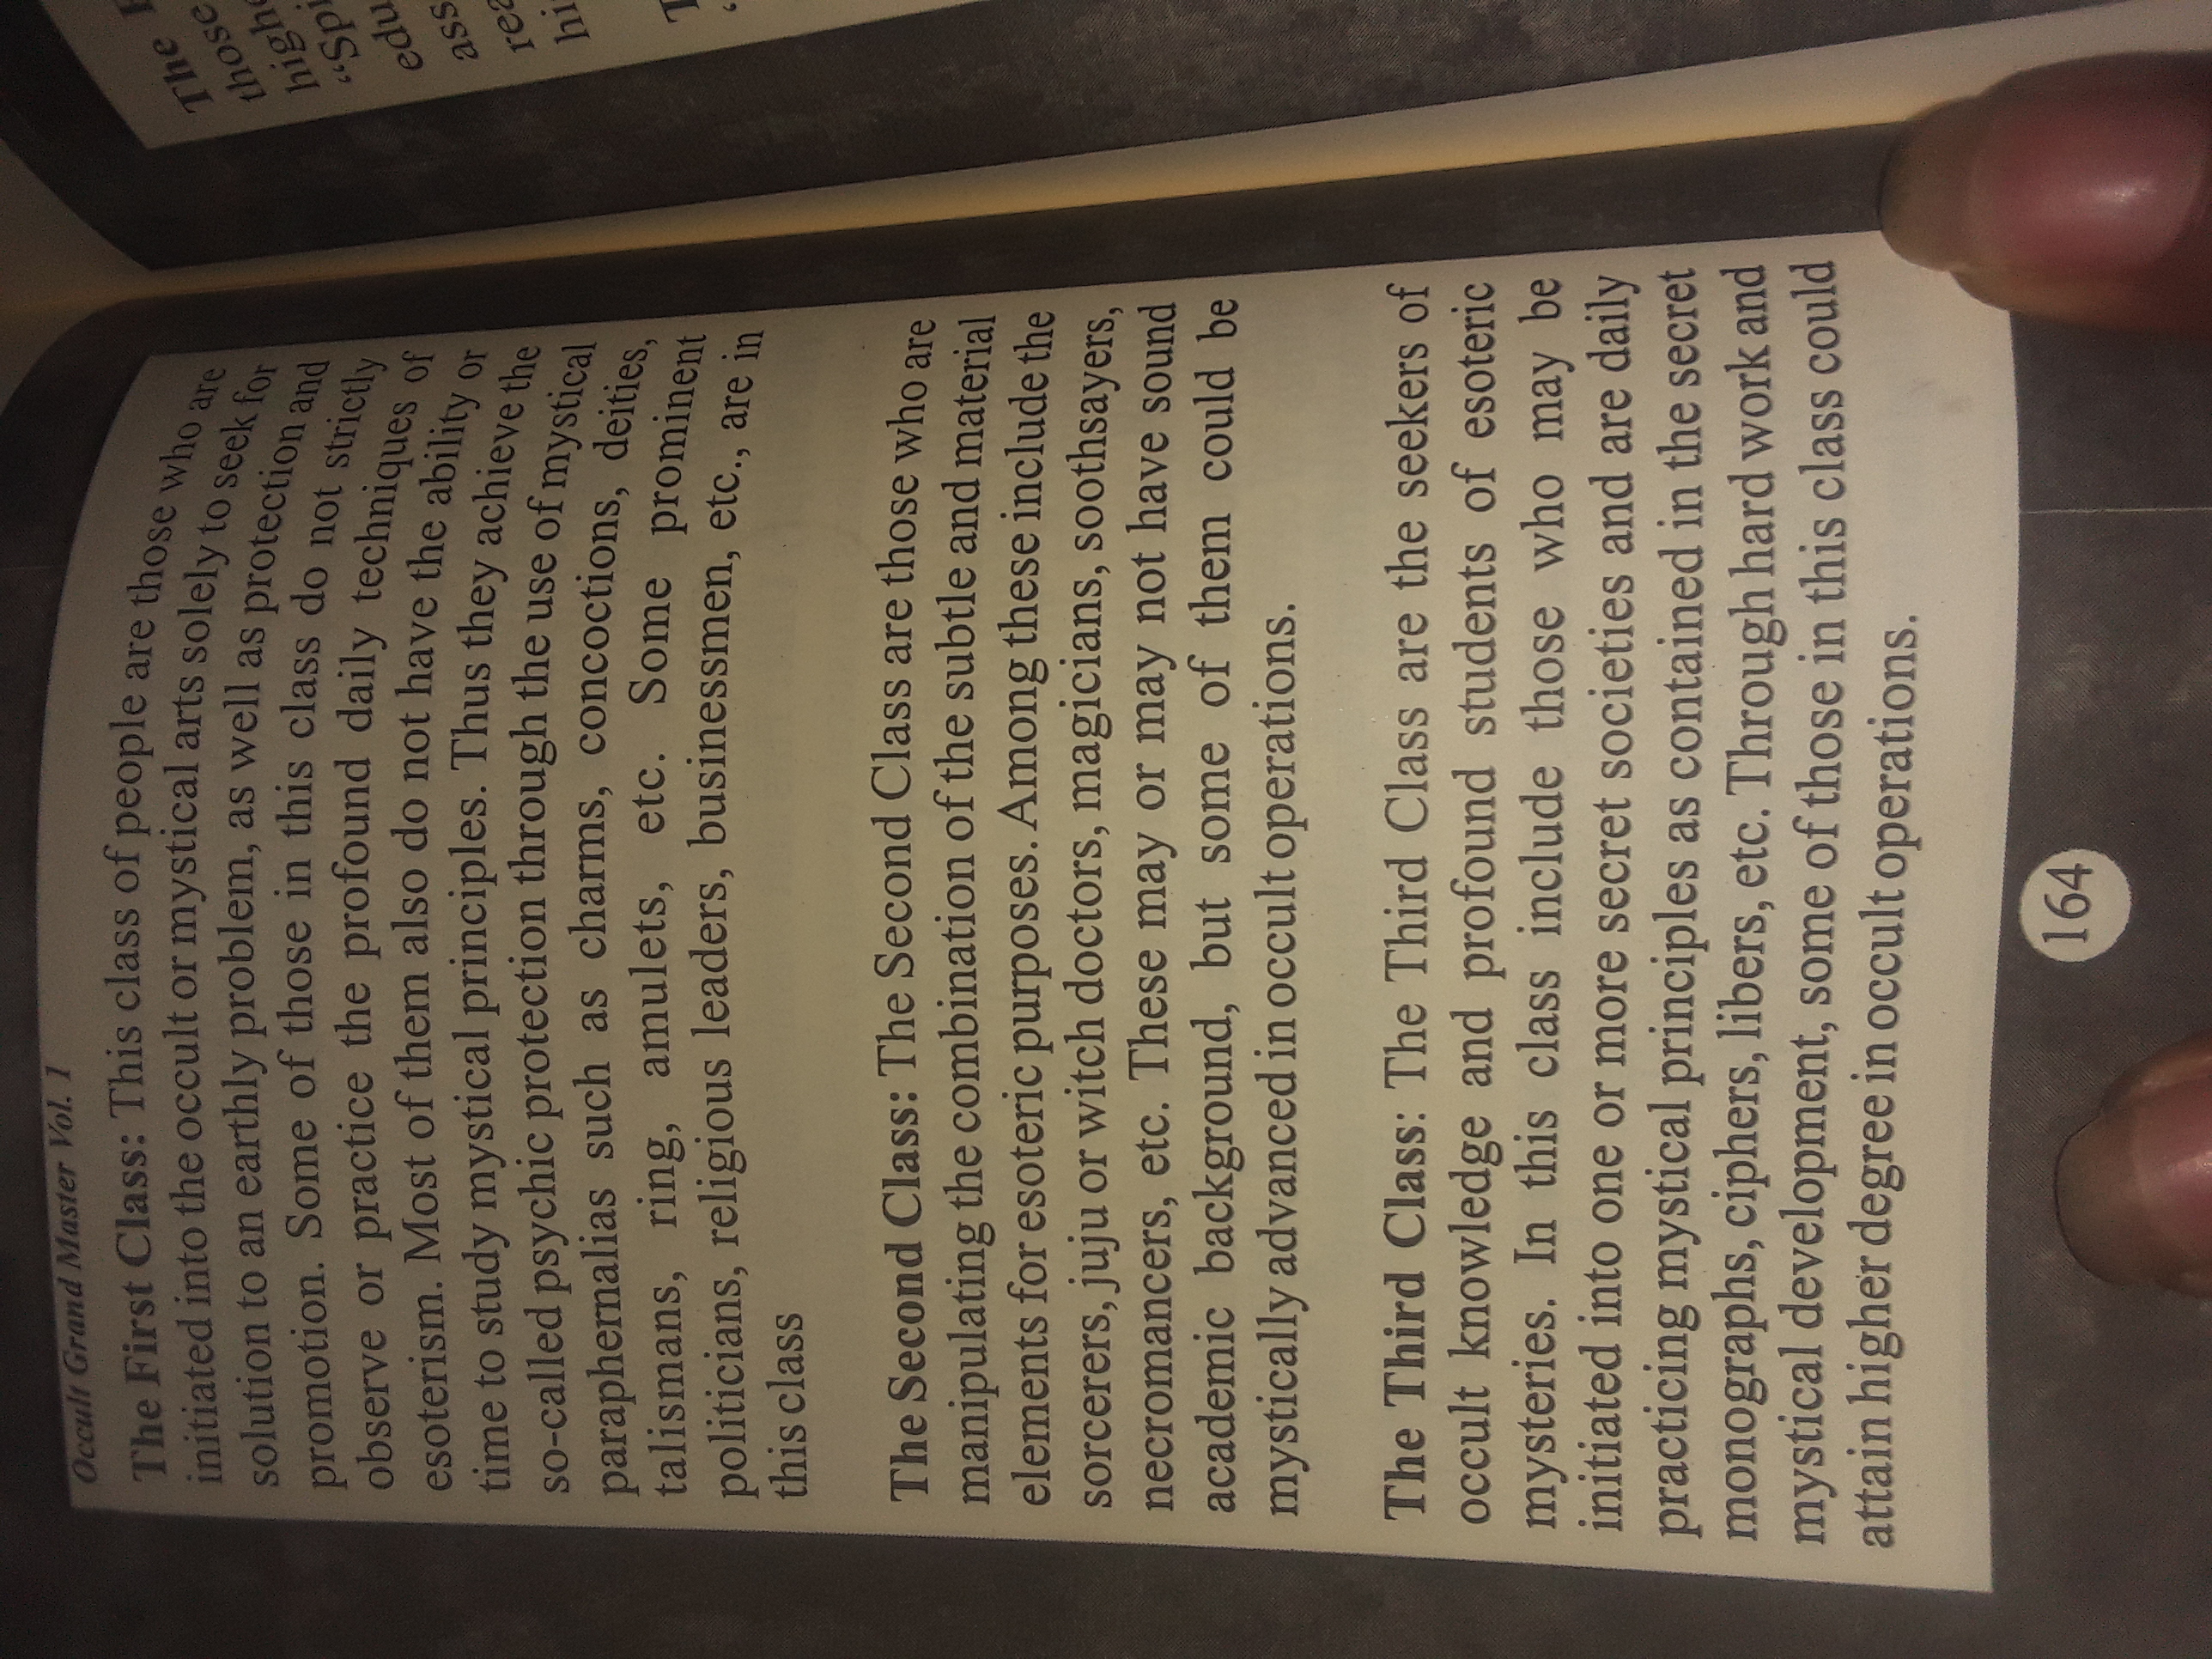 Occult Grand Master Vol. 1
The First Class: This class of people are those who are
initiated into the occult or mystical arts solely to seek for
solution to an earthly problem, as well as protection and
promotion. Some of those in this class do not strictly
observe or practice the profound daily techniques of
esoterism. Most of them also do not have the ability or
time to study mystical principles. Thus they achieve the
so-called psychic protection through the use of mystical
paraphernalias such as charms, concoctions, deities,
talismans, ring, amulets, etc. Some prominent
politicians, religious leaders, businessmen, etc., are in
this class
The Second Class: The Second Class are those who are
manipulating the combination of the subtle and material
elements for esoteric purposes. Among these include the
sorcerers, juju or witch doctors, magicians, soothsayers,
necromancers, etc. These may or may not have sound
academic background, but some of them could be
mystically advanced in occult operations.
The Third Class: The Third Class are the seekers of
occult knowledge and profound students of esoteric
mysteries. In this class include those who may be
initiated into one or more secret societies and are daily
practicing mystical principles as contained in the secret
monographs, ciphers, libers, etc. Through hard work and
mystical development, some of those in this class could
attain higher degree in occult operations.
164
The
those
high
“Spi
edu
ass
rea
hi